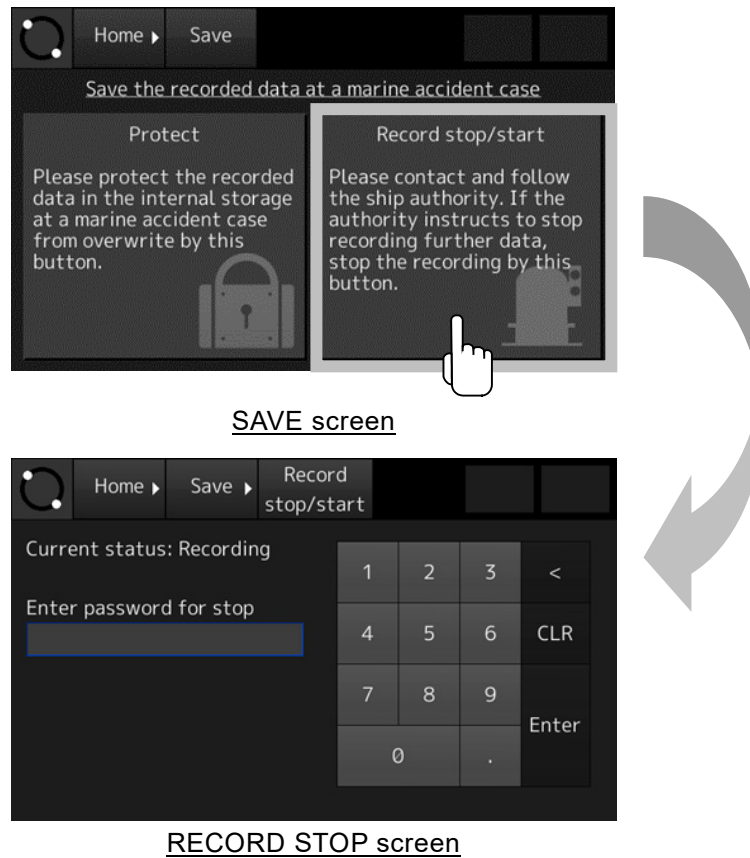 Home Save
Save the recorded data at a marine accident case
Protect
Please protect the recorded
data in the internal storage
at a marine accident case
from overwrite by this
button.
Record stop/start
Please contact and follow
the ship authority. If the
authority instructs to stop
recording further data,
stop the recording by this
button.
SAVE screen
Home Save Record
stop/start
Current status: Recording
Enter password for stop
1 2 3 <
4 5 6 CLR
7 8 9
Enter
0 .
RECORD STOP screen